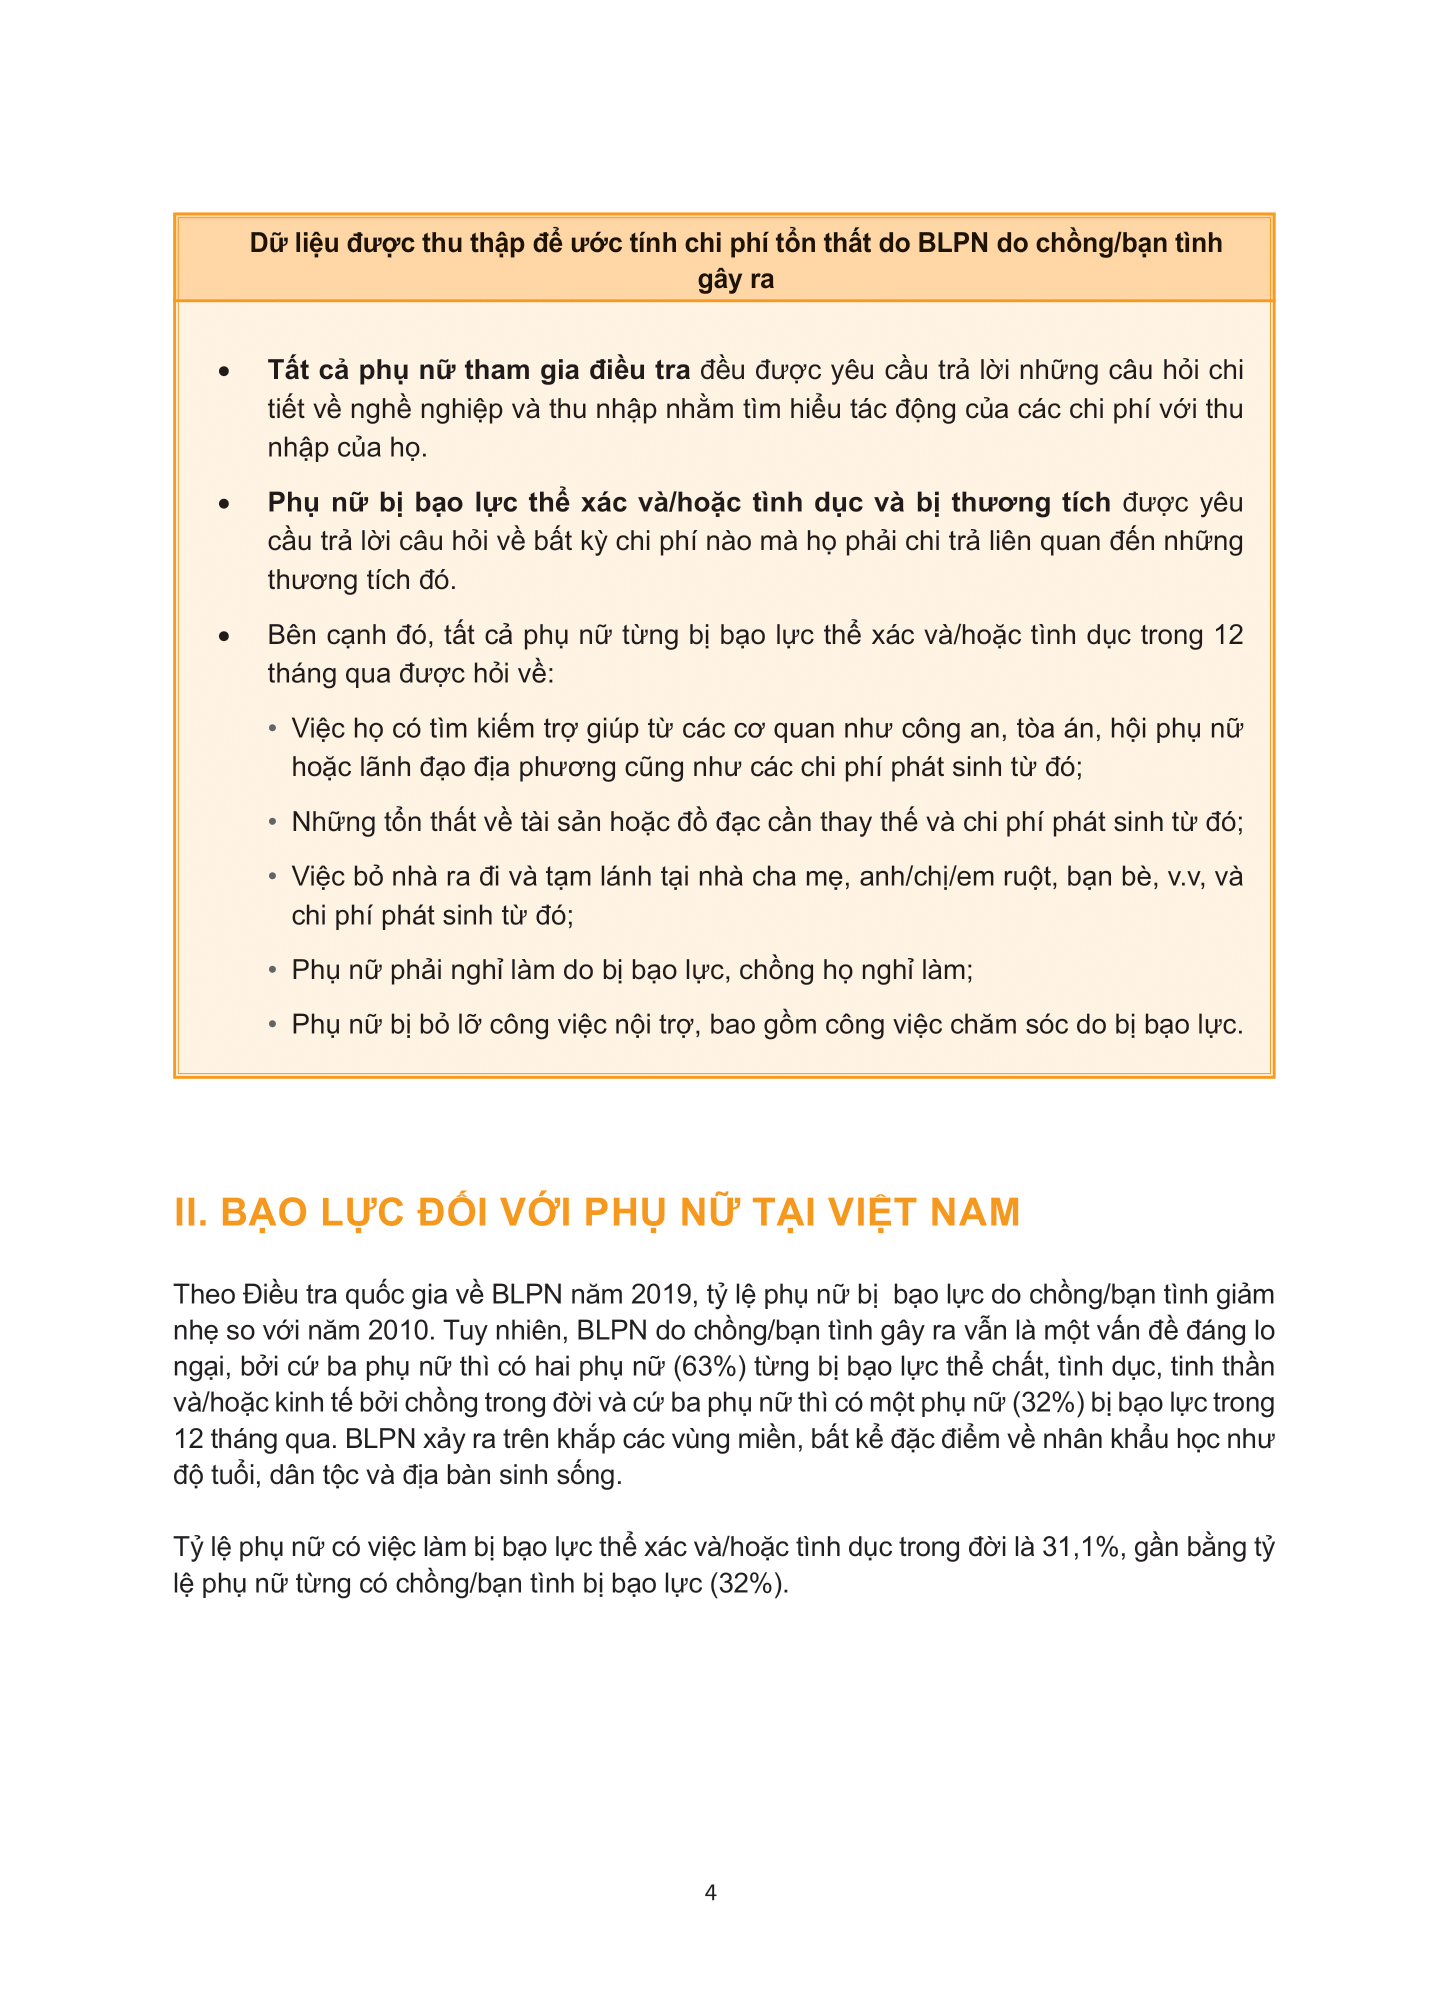 Dữ liệu được thu thập để ước tính chi phí tổn thất do BLPN do chồng/bạn tình
gây ra
• Tất cả phụ nữ tham gia điều tra đều được yêu cầu trả lời những câu hỏi chi
tiết về nghề nghiệp và thu nhập nhằm tìm hiểu tác động của các chi phí với thu
nhập của họ.
• Phụ nữ bị bạo lực thể xác và/hoặc tình dục và bị thương tích được yêu
cầu trả lời câu hỏi về bất kỳ chi phí nào mà họ phải chi trả liên quan đến những
thương tích đó.
• Bên cạnh đó, tất cả phụ nữ từng bị bạo lực thể xác và/hoặc tình dục trong 12
tháng qua được hỏi về:
• Việc họ có tìm kiếm trợ giúp từ các cơ quan như công an, tòa án, hội phụ nữ
hoặc lãnh đạo địa phương cũng như các chi phí phát sinh từ đó;
• Những tổn thất về tài sản hoặc đồ đạc cần thay thế và chi phí phát sinh từ đó;
• Việc bỏ nhà ra đi và tạm lánh tại nhà cha mẹ, anh/chị/em ruột, bạn bè, v.v, và
chi phí phát sinh từ đó;
• Phụ nữ phải nghỉ làm do bị bạo lực, chồng họ nghỉ làm;
• Phụ nữ bị bỏ lỡ công việc nội trợ, bao gồm công việc chăm sóc do bị bạo lực.
II. BẠO LỰC ĐỐI VỚI PHỤ NỮ TẠI VIỆT NAM
Theo Điều tra quốc gia về BLPN năm 2019, tỷ lệ phụ nữ bị  bạo lực do chồng/bạn tình giảm
nhẹ so với năm 2010. Tuy nhiên, BLPN do chồng/bạn tình gây ra vẫn là một vấn đề đáng lo
ngại, bởi cứ ba phụ nữ thì có hai phụ nữ (63%) từng bị bạo lực thể chất, tình dục, tinh thần
và/hoặc kinh tế bởi chồng trong đời và cứ ba phụ nữ thì có một phụ nữ (32%) bị bạo lực trong
12 tháng qua. BLPN xảy ra trên khắp các vùng miền, bất kể đặc điểm về nhân khẩu học như
độ tuổi, dân tộc và địa bàn sinh sống.
Tỷ lệ phụ nữ có việc làm bị bạo lực thể xác và/hoặc tình dục trong đời là 31,1%, gần bằng tỷ
lệ phụ nữ từng có chồng/bạn tình bị bạo lực (32%).
4